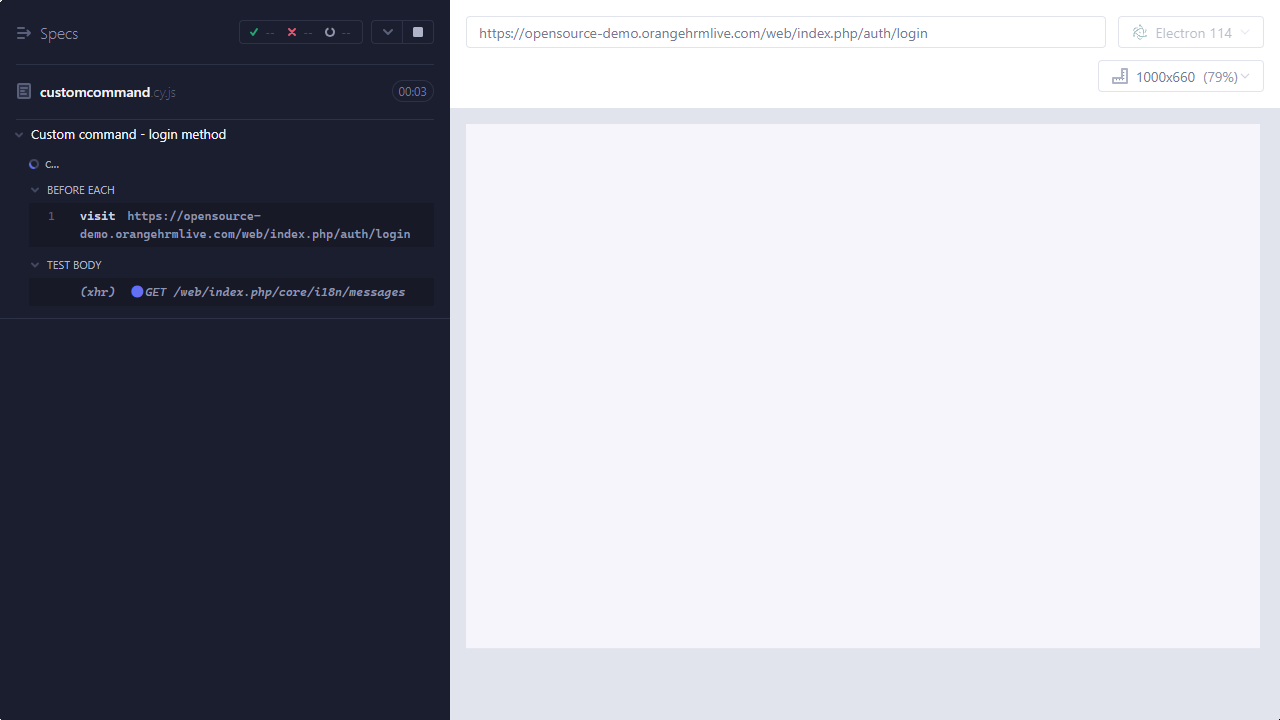 Specs
--
--
--
https://opensource-demo.orangehrmlive.com/web/index.php/auth/login
Electron 114
1000x660 (79%)
customcommand.cy.js
00:03
Custom command - login method
c...
BEFORE EACH
1 visit https://opensource-
demo.orangehrmlive.com/web/index.php/auth/login
TEST BODY
(xhr) GET /web/index.php/core/i18n/messages